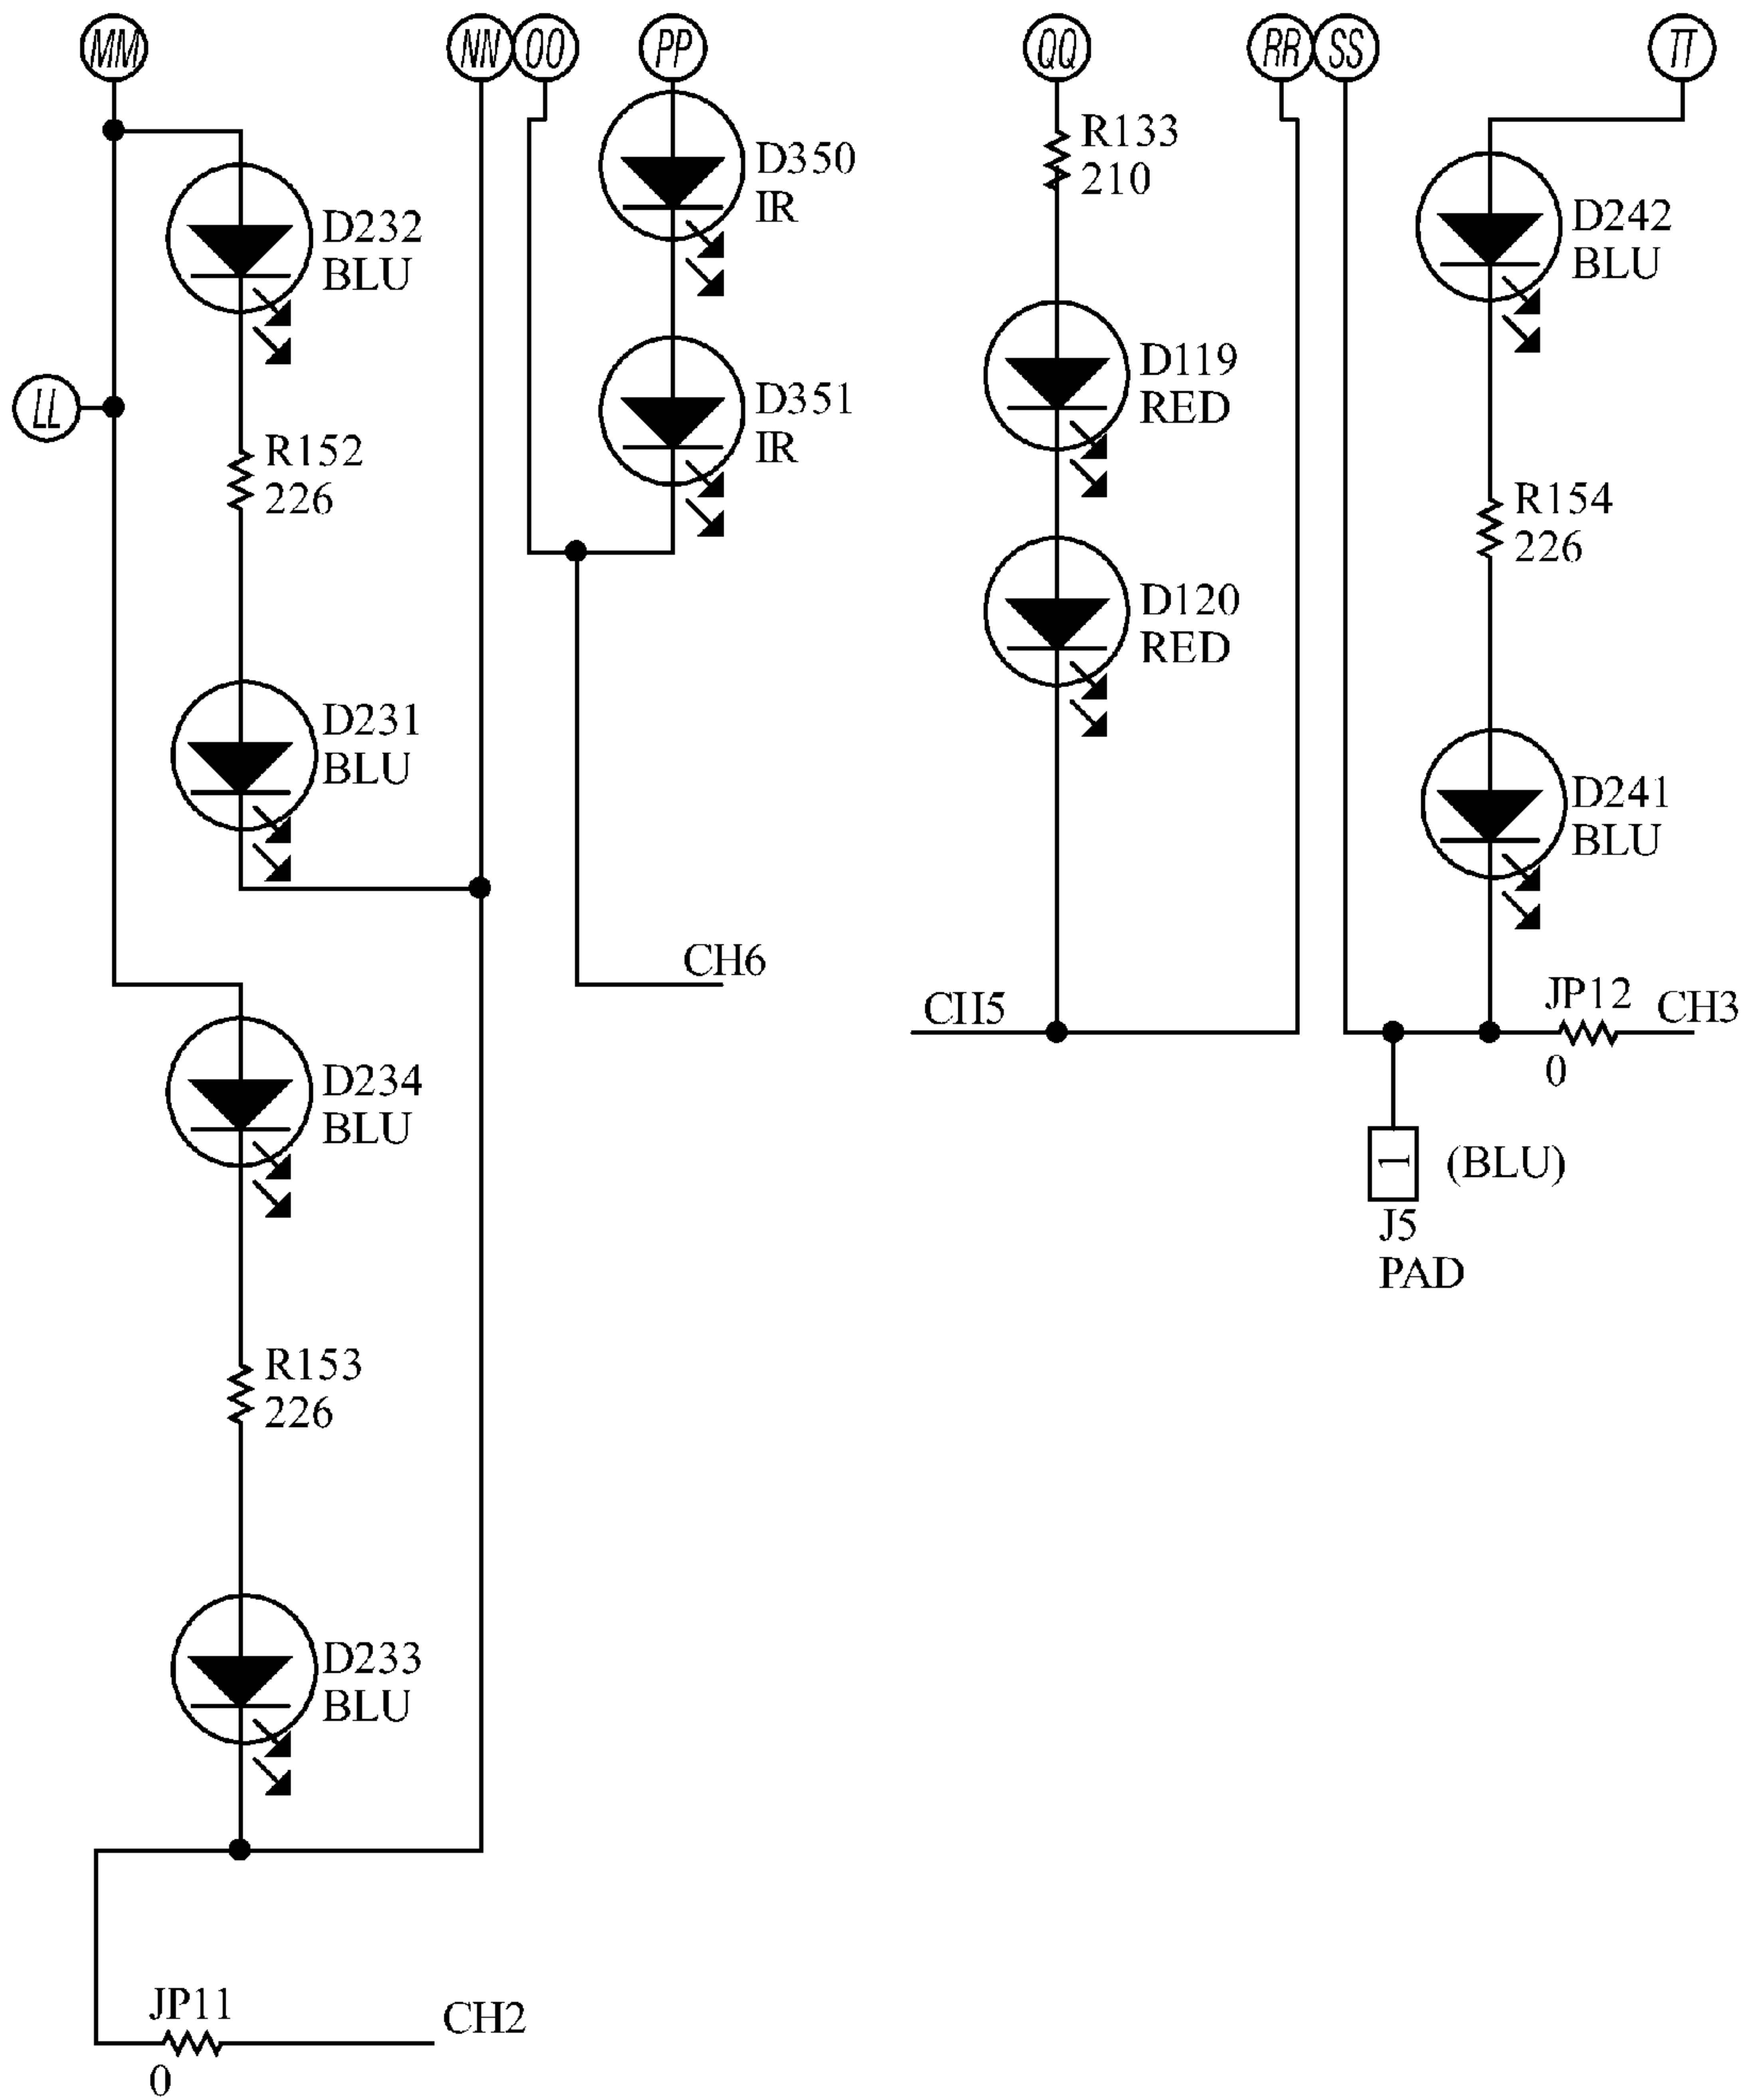 MM
NN
OO
PP
QQ
RR
SS
TT
LL
D232
BLU
R152
226
D231
BLU
D234
BLU
R153
226
D233
BLU
JP11
0
CH2
D350
IR
D351
IR
CH6
R133
210
D119
RED
D120
RED
CH5
D242
BLU
R154
226
D241
BLU
JP12
0
CH3
1
(BLU)
J5
PAD